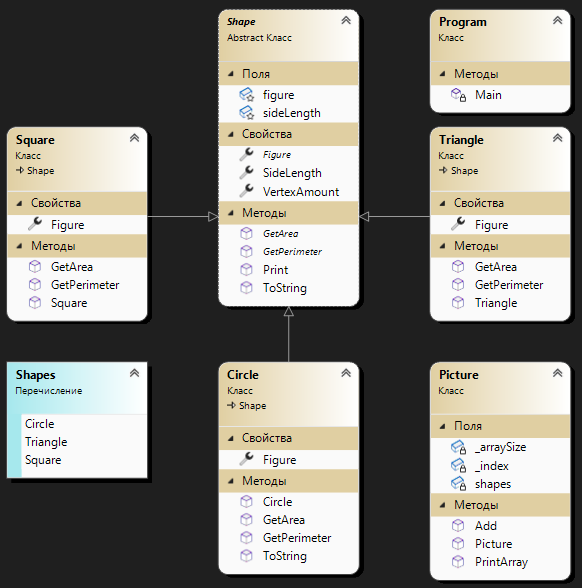 Shape
Abstract Класс
Поля
figure
sideLength
Свойства
Figure
SideLength
VertexAmount
Методы
GetArea
GetPerimeter
Print
ToString
Program
Класс
Методы
Main
Square
Класс
Shape
Свойства
Figure
Методы
GetArea
GetPerimeter
Square
Triangle
Класс
Shape
Свойства
Figure
Методы
GetArea
GetPerimeter
Triangle
Shapes
Перечисление
Circle
Triangle
Square
Circle
Класс
Shape
Свойства
Figure
Методы
Circle
GetArea
GetPerimeter
ToString
Picture
Класс
Поля
_arraySize
_index
shapes
Методы
Add
Picture
PrintArray